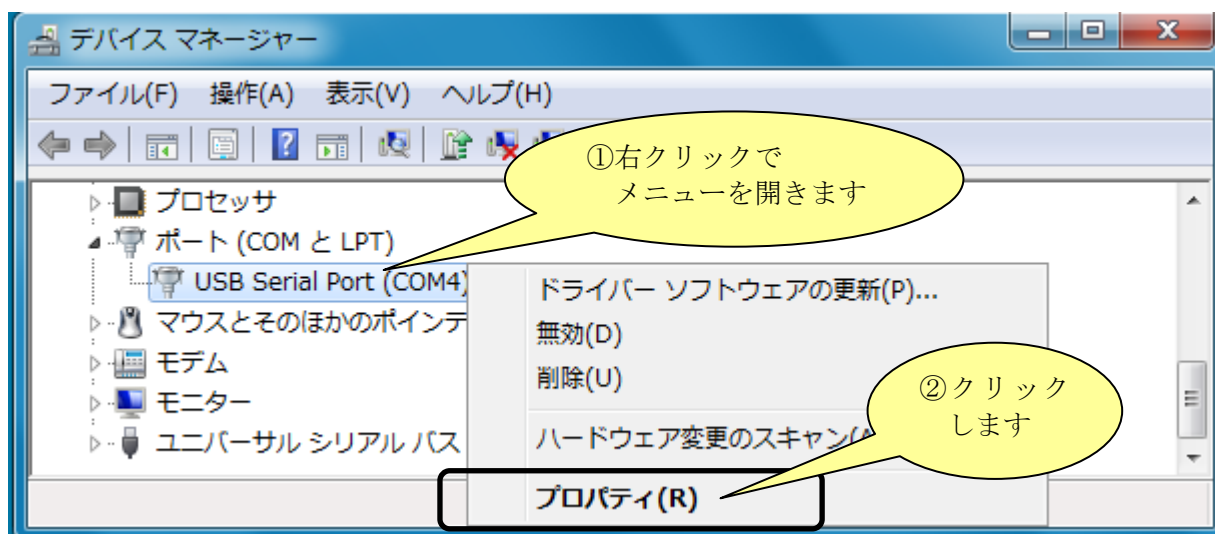 デバイス マネージャー
ファイル(F) 操作(A) 表示(V) ヘルプ(H)
①右クリックで
メニューを開きます
プロセッサ
ポート (COM と LPT)
USB Serial Port (COM4)
マウスとそのほかのポインテ
モデム
モニター
ユニバーサル シリアル バス
ドライバー ソフトウェアの更新(P)...
無効(D)
削除(U)
ハードウェア変更のスキャン(A
プロパティ(R)
②クリック
します